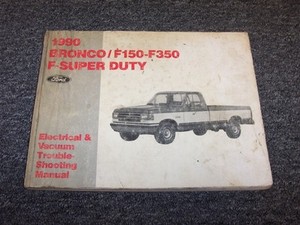 1990
BRONCO/F150-F350
F-SUPER DUTY
Ford
Electrical &
Vacuum
Trouble-
Shooting
Manual